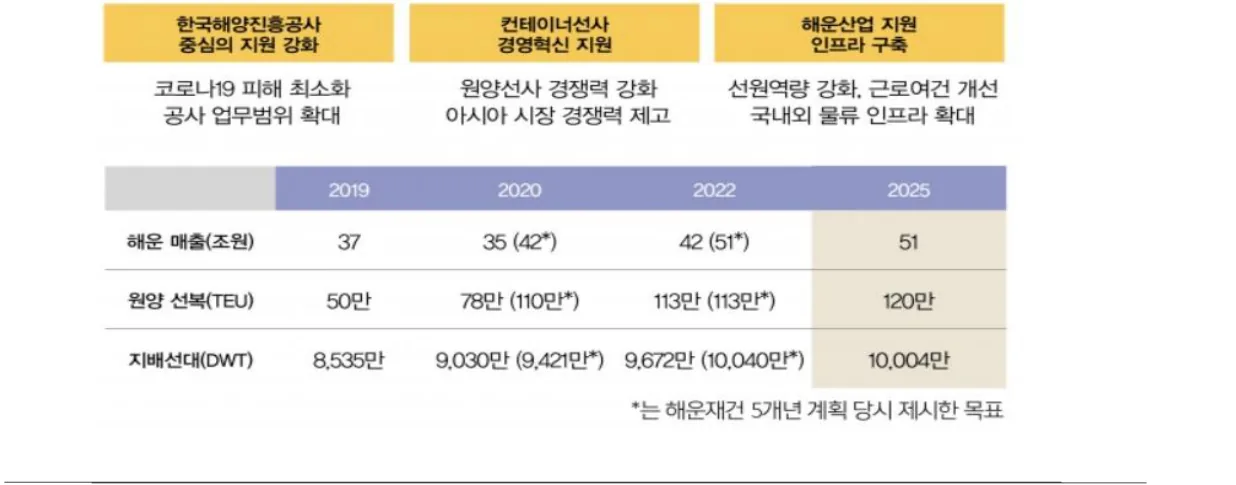 한국해양진흥공사
중심의 지원 강화
컨테이너선사
경영혁신 지원
해운산업 지원
인프라 구축
코로나19 피해 최소화
공사 업무범위 확대
원양선사 경쟁력 강화
아시아 시장 경쟁력 제고
선원역량 강화, 근로여건 개선
국내외 물류 인프라 확대
2019 2020 2022 2025
해운 매출(조원) 37 35 (42*) 42 (51*) 51
원양 선복(TEU) 50만 78만 (110만*) 113만 (113만*) 120만
지배선대(DWT) 8,535만 9,030만 (9,421만*) 9,672만 (10,040만*) 10,004만
*는 해운재건 5개년 계획 당시 제시한 목표